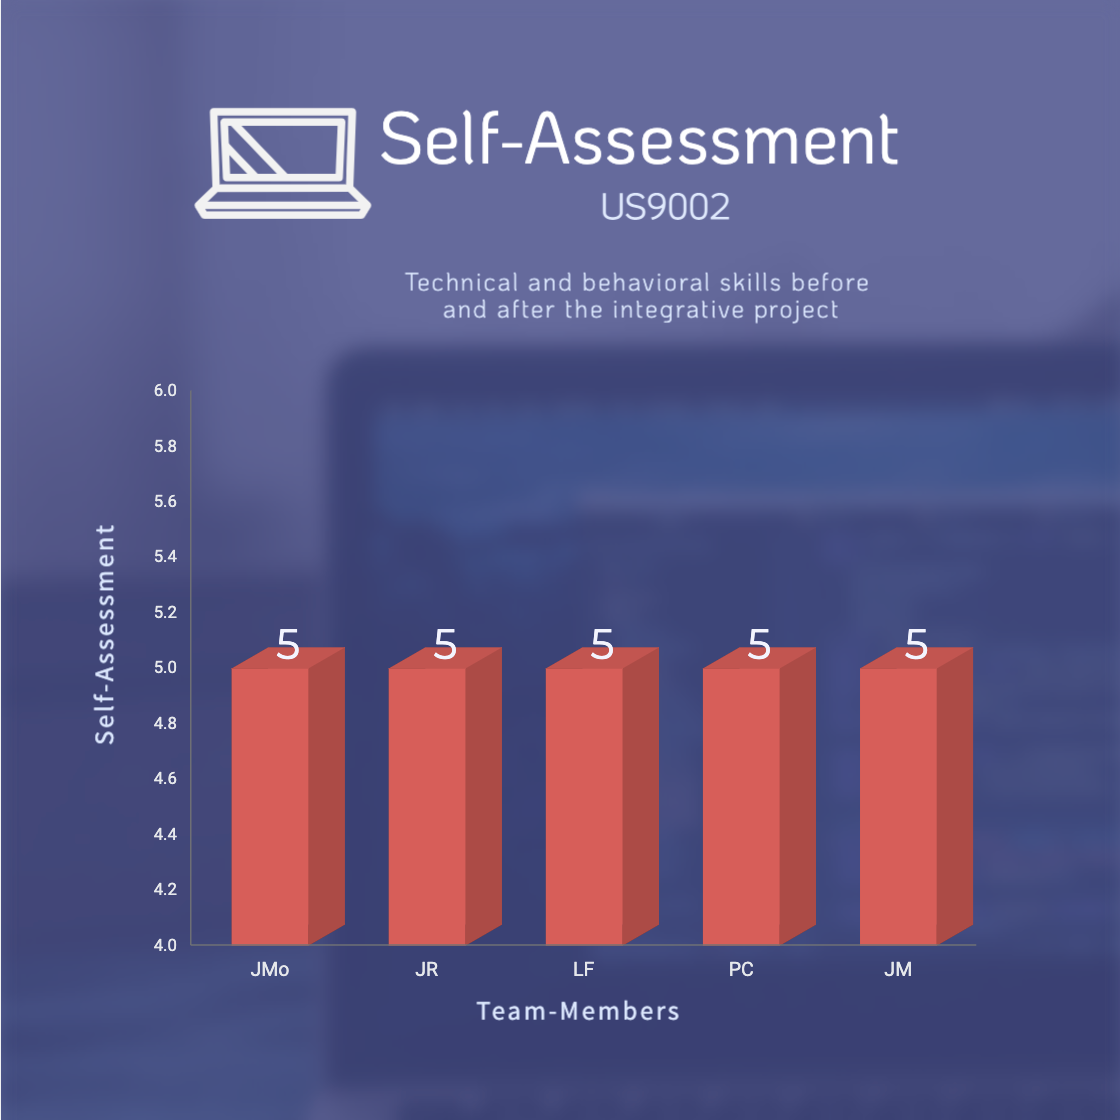 Self-Assessment
US9002
Technical and behavioral skills before
and after the integrative project
6.0
5.8
5.6
5.4
5.2
5.0
4.8
4.6
4.4
4.2
4.0
Self-Assessment
5 5 5 5 5
JMo JR LF PC JM
Team-Members